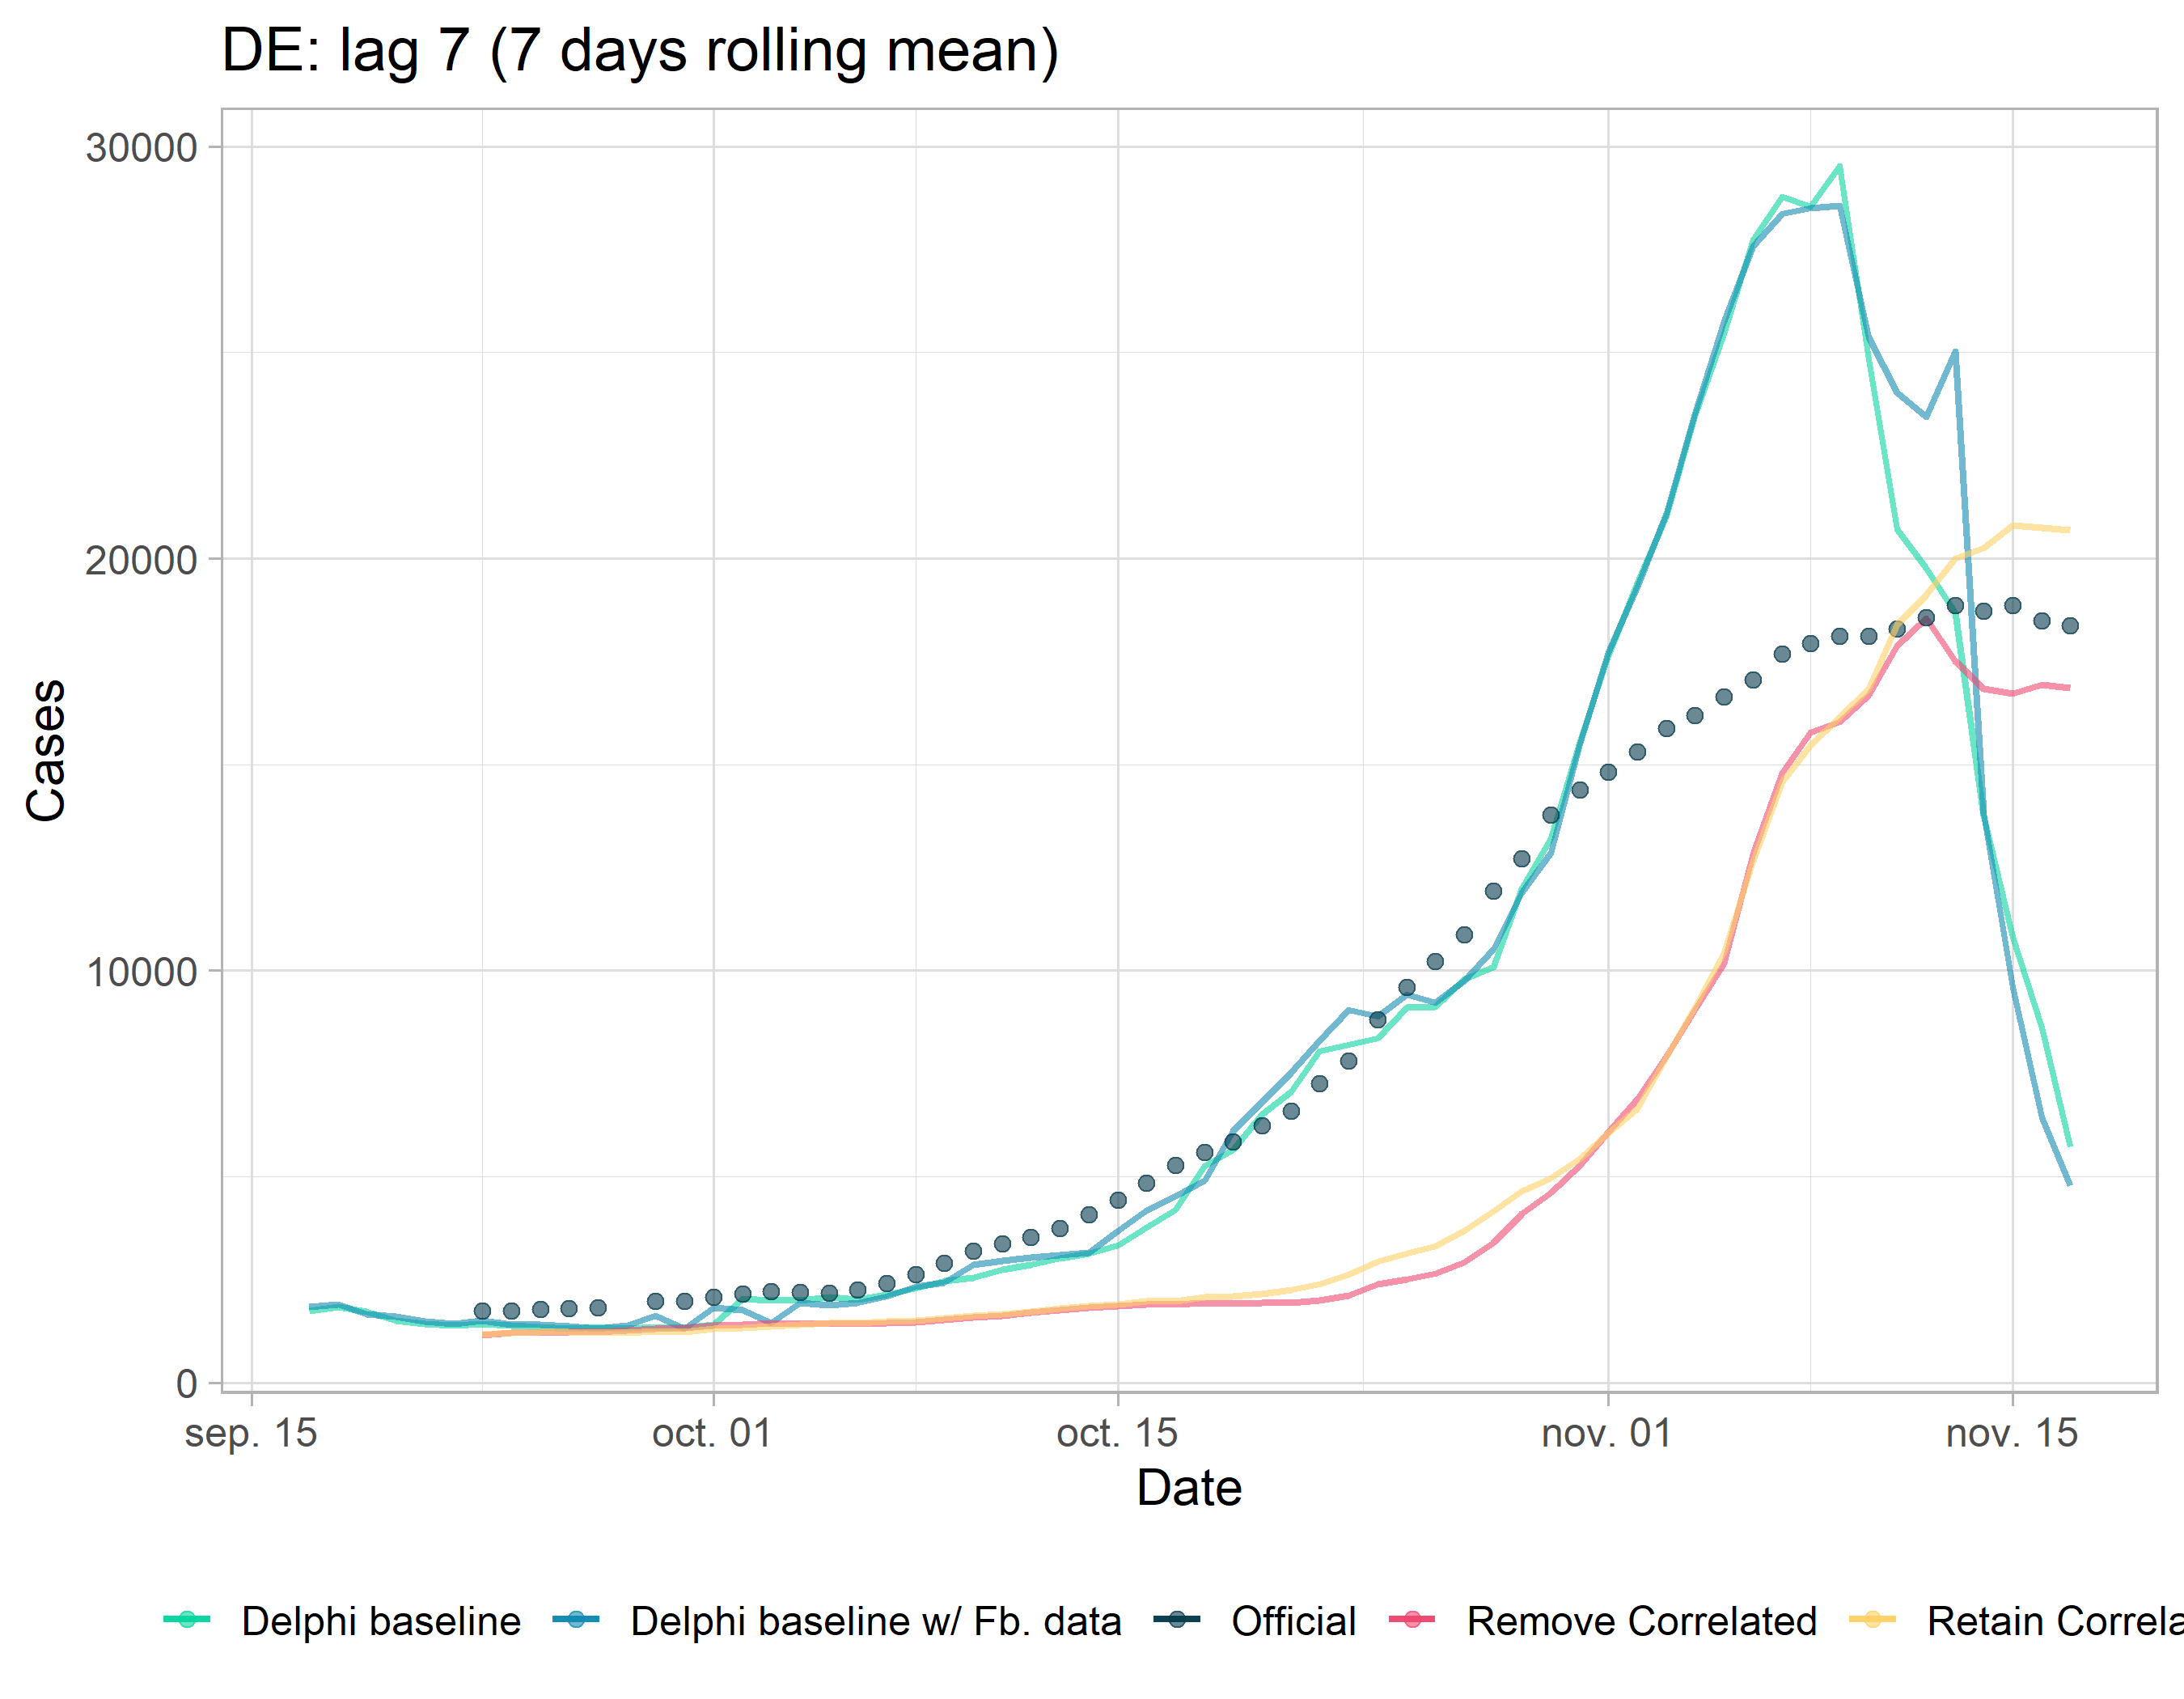 DE: lag 7 (7 days rolling mean)
30000
20000
10000
0
Cases
sep. 15 oct. 01 oct. 15 nov. 01 nov. 15
Date
Delphi baseline Delphi baseline w/ Fb. data Official Remove Correlated Retain Correla